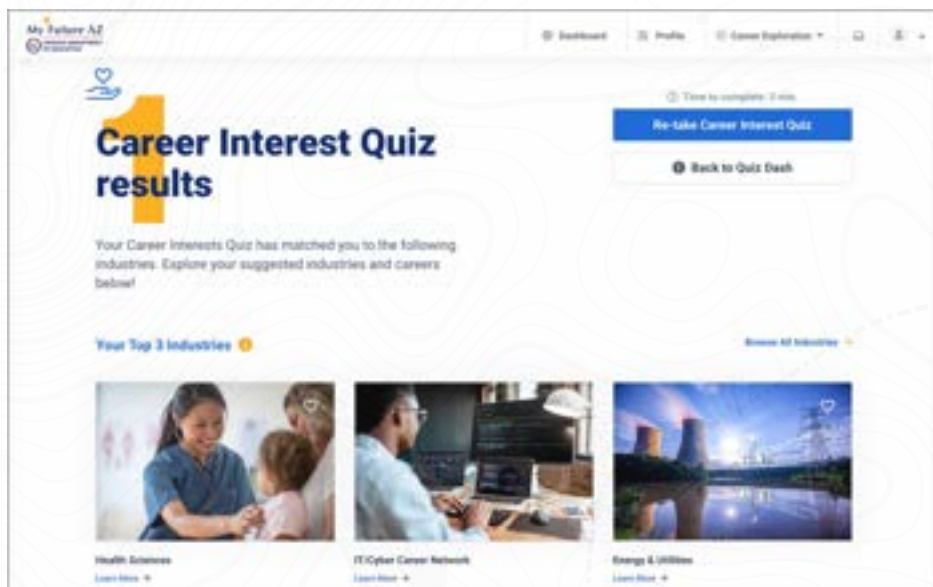 My Future AZ
Dashboard
Profile
Career Exploration
Time to complete: 3 min
Re-take Career Interest Quiz
Back to Quiz Dash
1
Career Interest Quiz
results
Your Career Interests Quiz has matched you to the following
industries. Explore your suggested industries and careers
below!
Your Top 3 Industries
Browse All Industries
Health Sciences
Learn More
IT/Cyber Career Network
Learn More
Energy & Utilities
Learn More